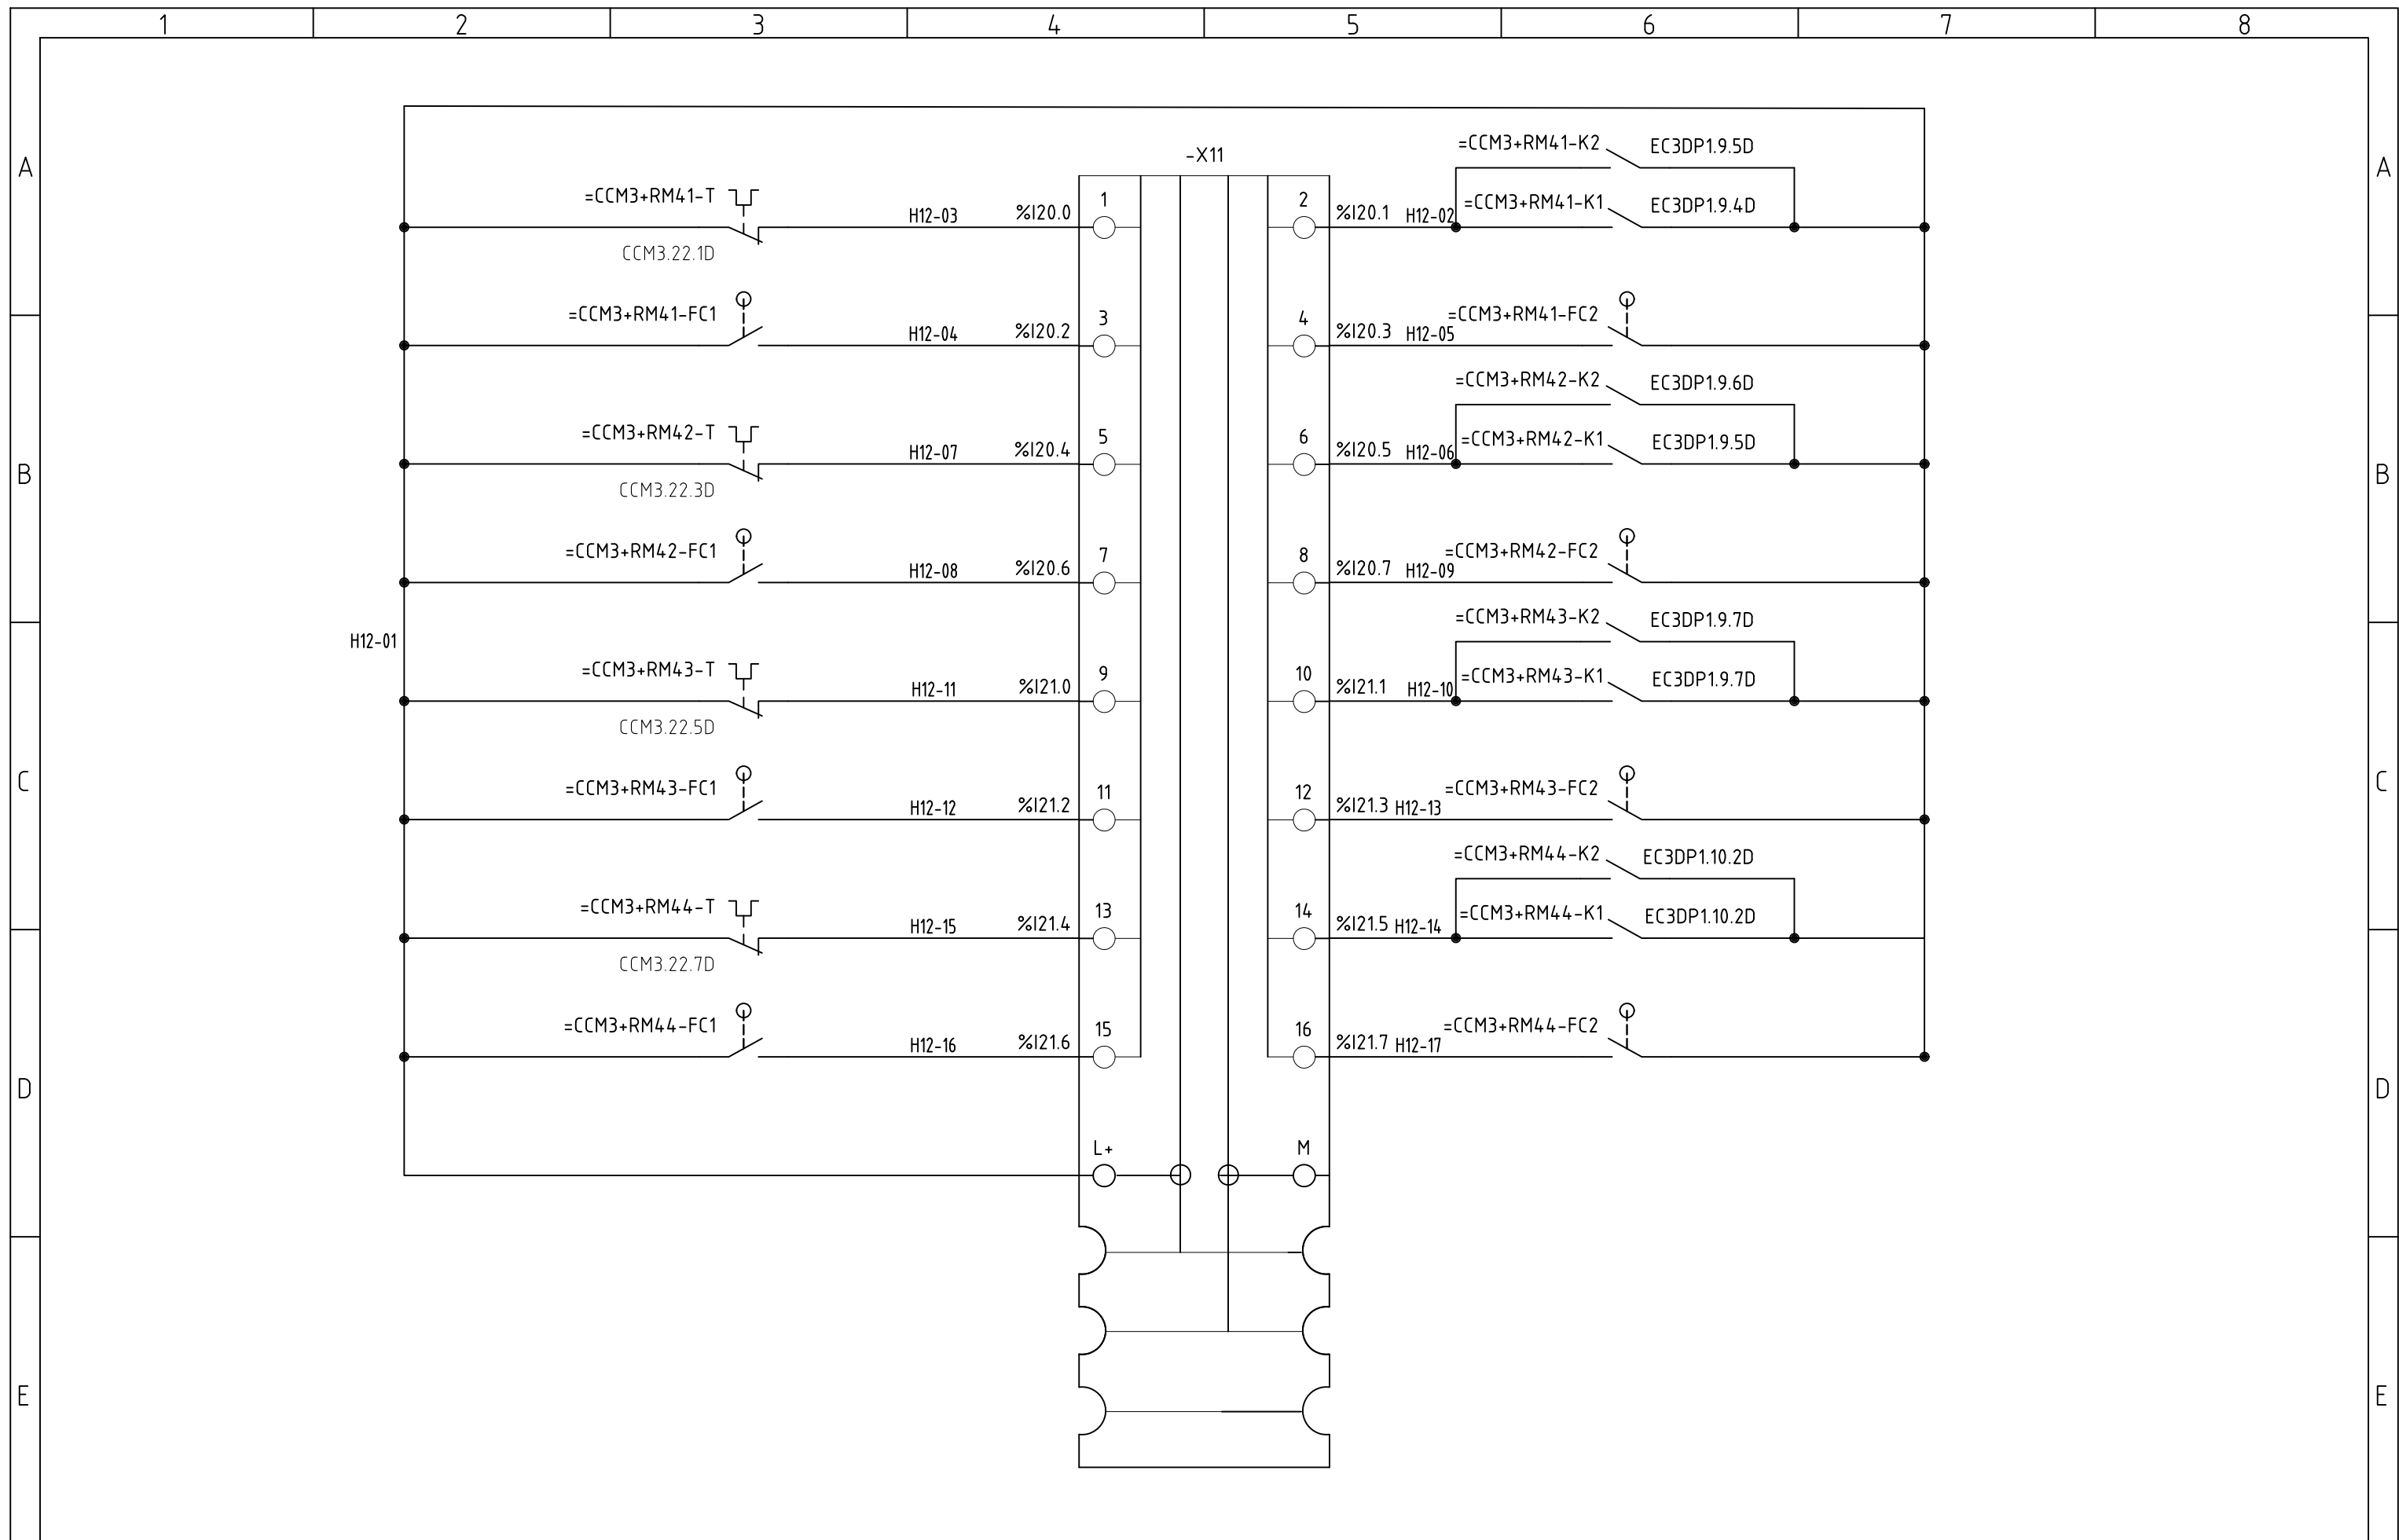 1 2 3 4 5 6 7 8
-X11
A A
=CCM3+RM41-K2 EC3DP1.9.5D
=CCM3+RM41-T 1 2 =CCM3+RM41-K1 EC3DP1.9.4D
H12-03 %I20.0 %I20.1 H12-02
CCM3.22.1D
=CCM3+RM41-FC1 3 4 =CCM3+RM41-FC2
H12-04 %I20.2 %I20.3 H12-05
=CCM3+RM42-K2 EC3DP1.9.6D
=CCM3+RM42-T 5 6 =CCM3+RM42-K1 EC3DP1.9.5D
H12-07 %I20.4 %I20.5 H12-06
B B
CCM3.22.3D
=CCM3+RM42-FC1 7 8 =CCM3+RM42-FC2
H12-08 %I20.6 %I20.7 H12-09
=CCM3+RM43-K2 EC3DP1.9.7D
H12-01
=CCM3+RM43-T 9 10 =CCM3+RM43-K1 EC3DP1.9.7D
H12-11 %I21.0 %I21.1 H12-10
CCM3.22.5D
C C
=CCM3+RM43-FC1 11 12 =CCM3+RM43-FC2
H12-12 %I21.2 %I21.3 H12-13
=CCM3+RM44-K2 EC3DP1.10.2D
=CCM3+RM44-T 13 14 =CCM3+RM44-K1 EC3DP1.10.2D
H12-15 %I21.4 %I21.5 H12-14
CCM3.22.7D
=CCM3+RM44-FC1 15 16 =CCM3+RM44-FC2
H12-16 %I21.6 %I21.7 H12-17
D D
L+ M
E E